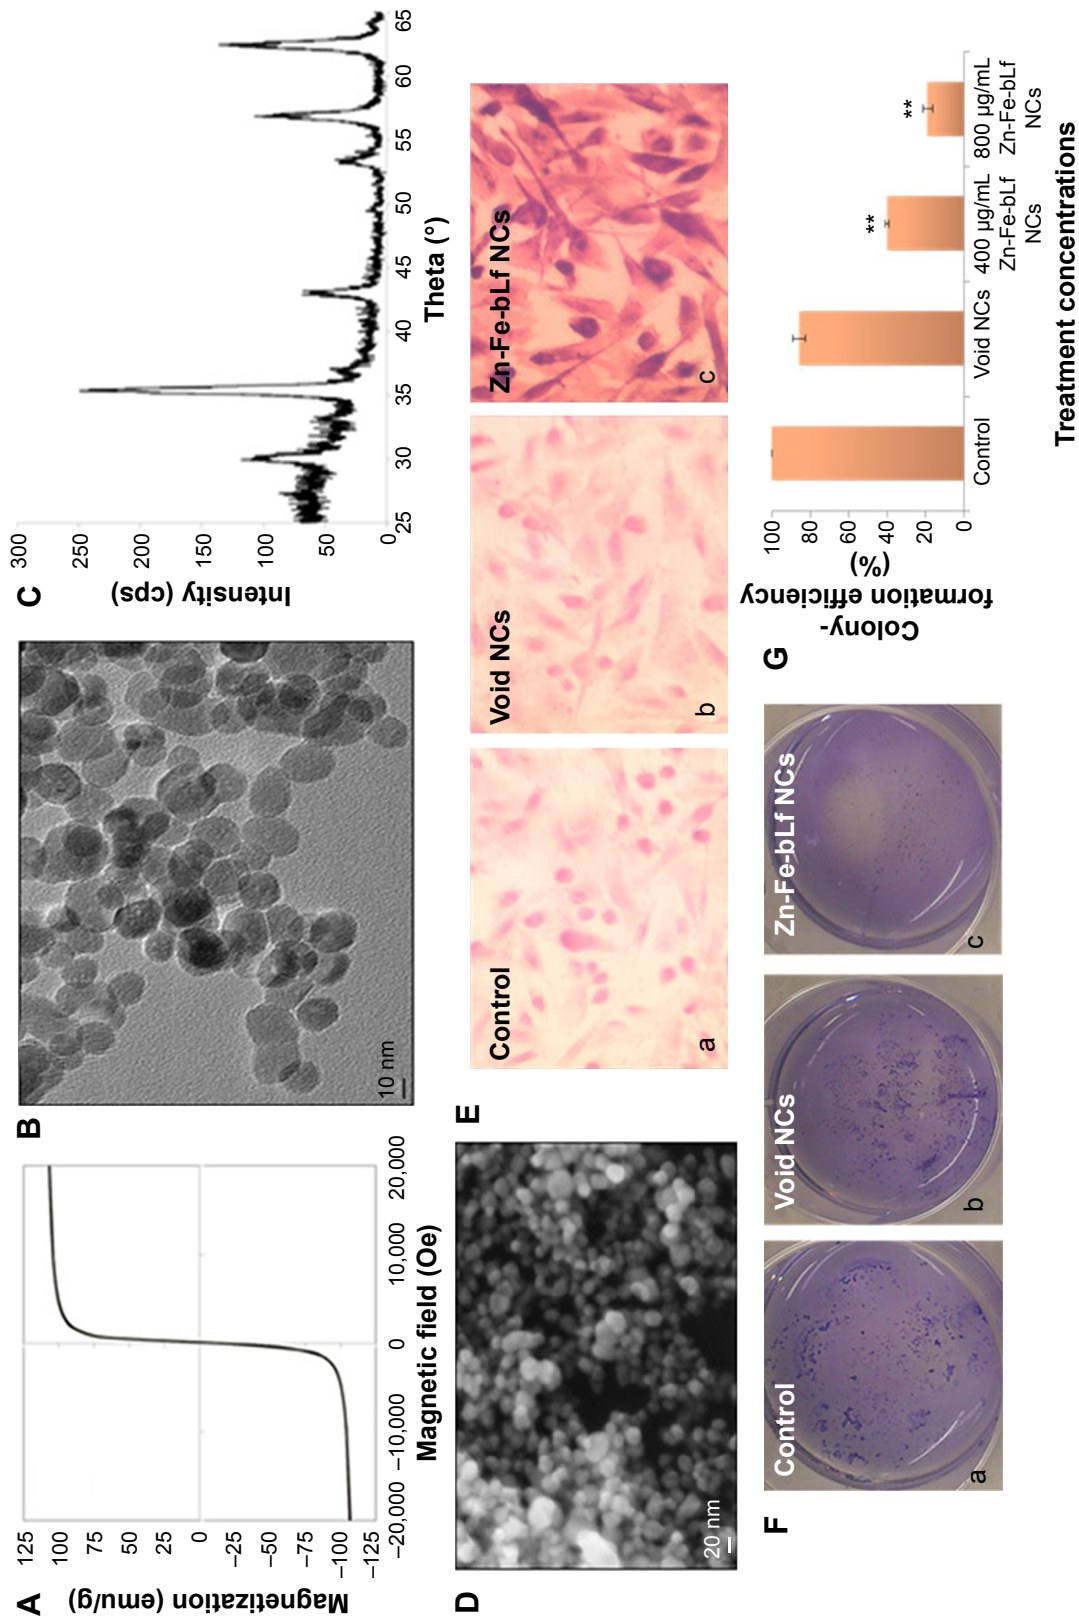 A
Magnetization (emu/g)
125
100
75
50
25
0
–25
–50
–75
–100
–125
–20,000 –10,000 0 10,000 20,000
Magnetic field (Oe)
B
10 nm
C
Intensity (cps)
300
250
200
150
100
50
0
25 30 35 40 45 50 55 60 65
Theta (°)
D
20 nm
E
Control
a
Void NCs
b
Zn-Fe-bLf NCs
c
F
Control
a
Void NCs
b
Zn-Fe-bLf NCs
c
G
Colony-
formation efficiency
(%)
100
80
60
40
20
0
**
**
Control
Void NCs
400 µg/mL
Zn-Fe-bLf
NCs
800 µg/mL
Zn-Fe-bLf
NCs
Treatment concentrations